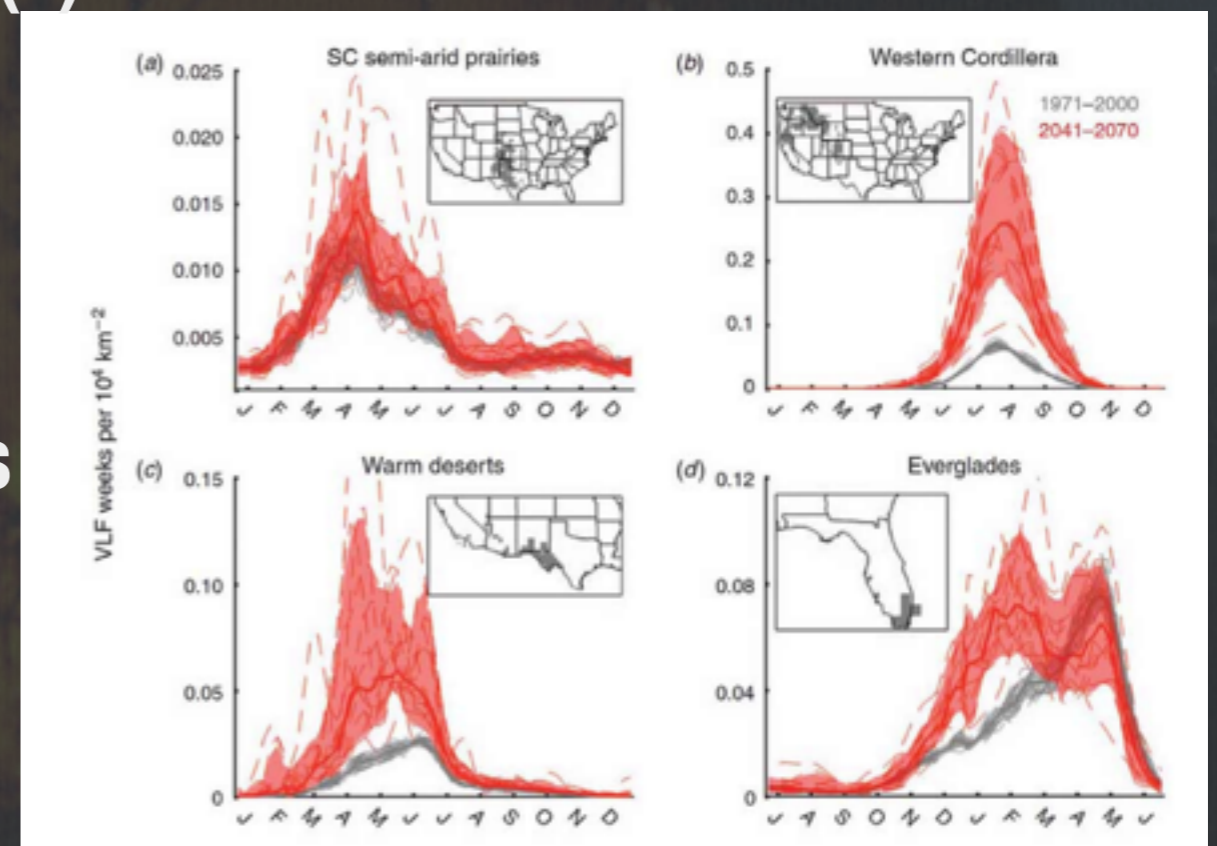 (a)
SC semi-arid prairies
0.025
0.020
0.015
0.010
0.005
J F M A M J J A S O N D
(b)
Western Cordillera
1971–2000
2041–2070
0.5
0.4
0.3
0.2
0.1
0
J F M A M J J A S O N D
VLF weeks per 10⁴ km⁻²
(c)
Warm deserts
0.15
0.10
0.05
0
J F M A M J J A S O N D
(d)
Everglades
0.12
0.08
0.04
0
J A S O N D J F M A M J
s